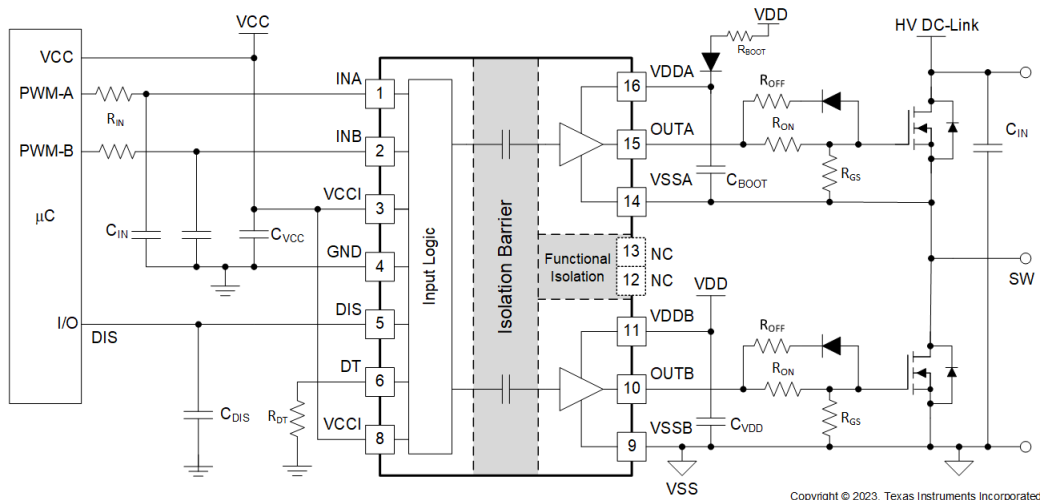 VCC
VDD
HV DC-Link
VCC
PWM-A
RIN
PWM-B
μC
I/O
DIS
CIN
CVCC
CDIS
RDT
INA
1
INB
2
VCCI
3
GND
4
DIS
5
DT
6
VCCI
8
Input Logic
Isolation Barrier
Functional
Isolation
RBOOT
VDDA
16
OUTA
15
VSSA
14
13
NC
12
NC
VDD
VDDB
11
OUTB
10
VSSB
9
VSS
ROFF
RON
RGS
CBOOT
CIN
SW
ROFF
RON
RGS
CVDD
Copyright © 2023, Texas Instruments Incorporated